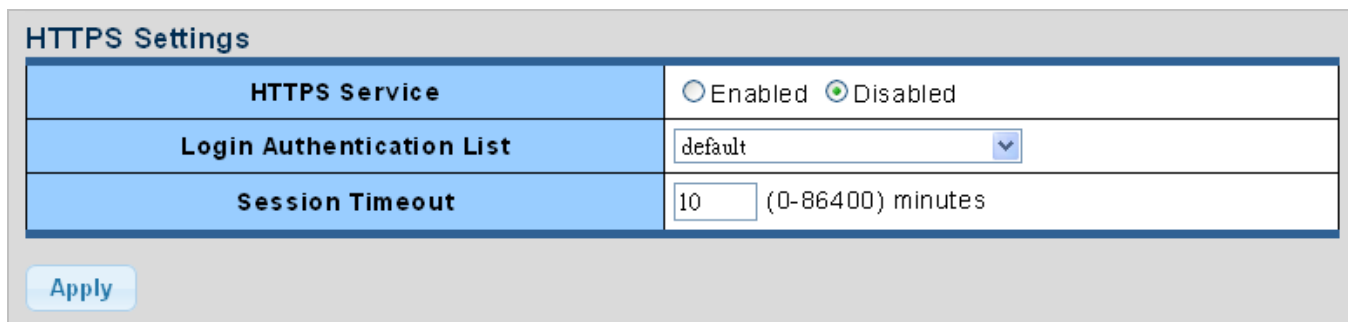 HTTPS Settings
HTTPS Service Enabled Disabled
Login Authentication List default
Session Timeout 10 (0-86400) minutes
Apply